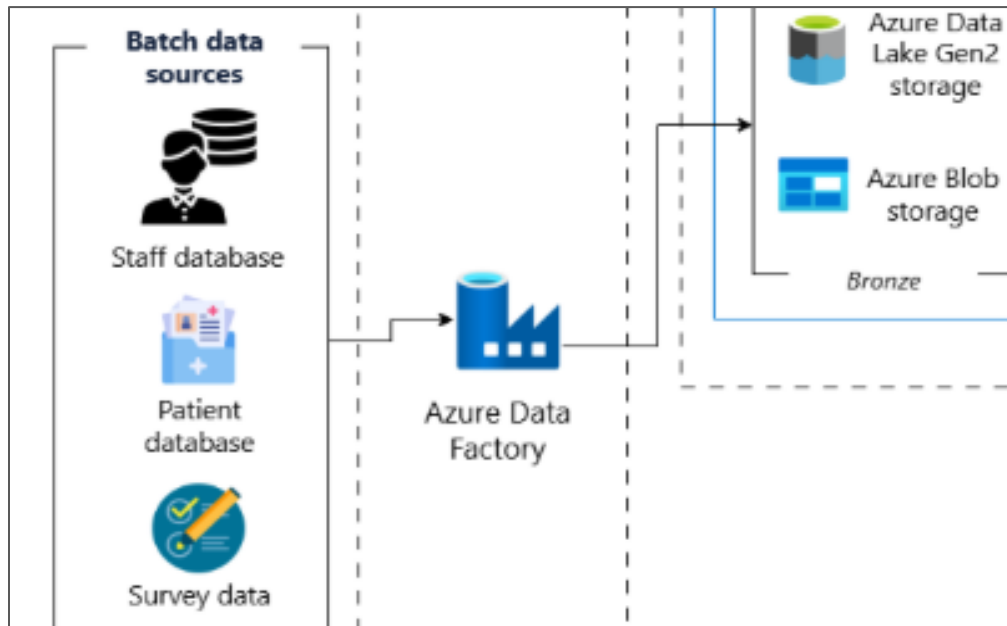 Batch data
sources
Staff database
Patient
database
Survey data
Azure Data
Factory
Azure Data
Lake Gen2
storage
Azure Blob
storage
Bronze